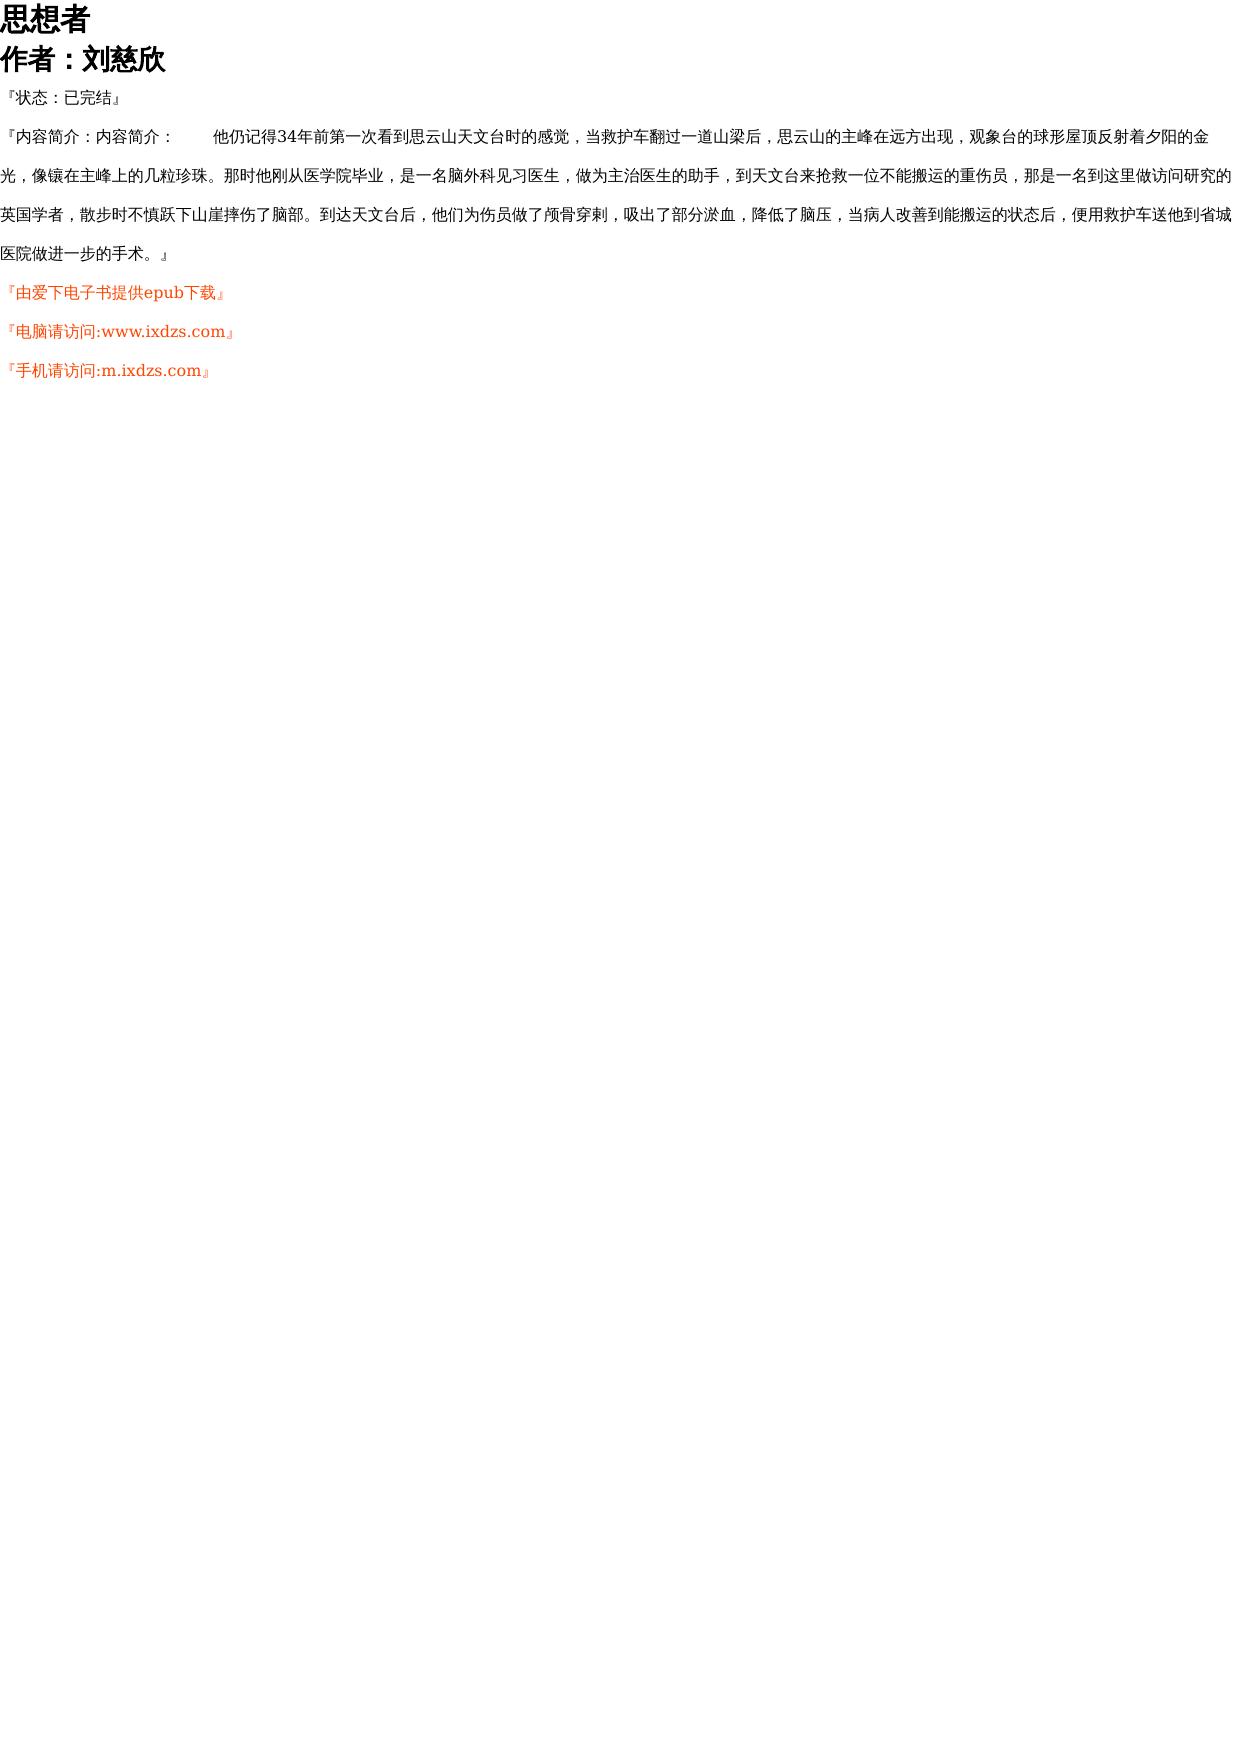 思想者
作者：刘慈欣
『状态：已完结』
『内容简介：内容简介：　　他仍记得34年前第一次看到思云山天文台时的感觉，当救护车翻过一道山梁后，思云山的主峰在远方出现，观象台的球形屋顶反射着夕阳的金
光，像镶在主峰上的几粒珍珠。那时他刚从医学院毕业，是一名脑外科见习医生，做为主治医生的助手，到天文台来抢救一位不能搬运的重伤员，那是一名到这里做访问研究的
英国学者，散步时不慎跃下山崖摔伤了脑部。到达天文台后，他们为伤员做了颅骨穿剌，吸出了部分淤血，降低了脑压，当病人改善到能搬运的状态后，便用救护车送他到省城
医院做进一步的手术。』
『由爱下电子书提供epub下载』
『电脑请访问:www.ixdzs.com』
『手机请访问:m.ixdzs.com』